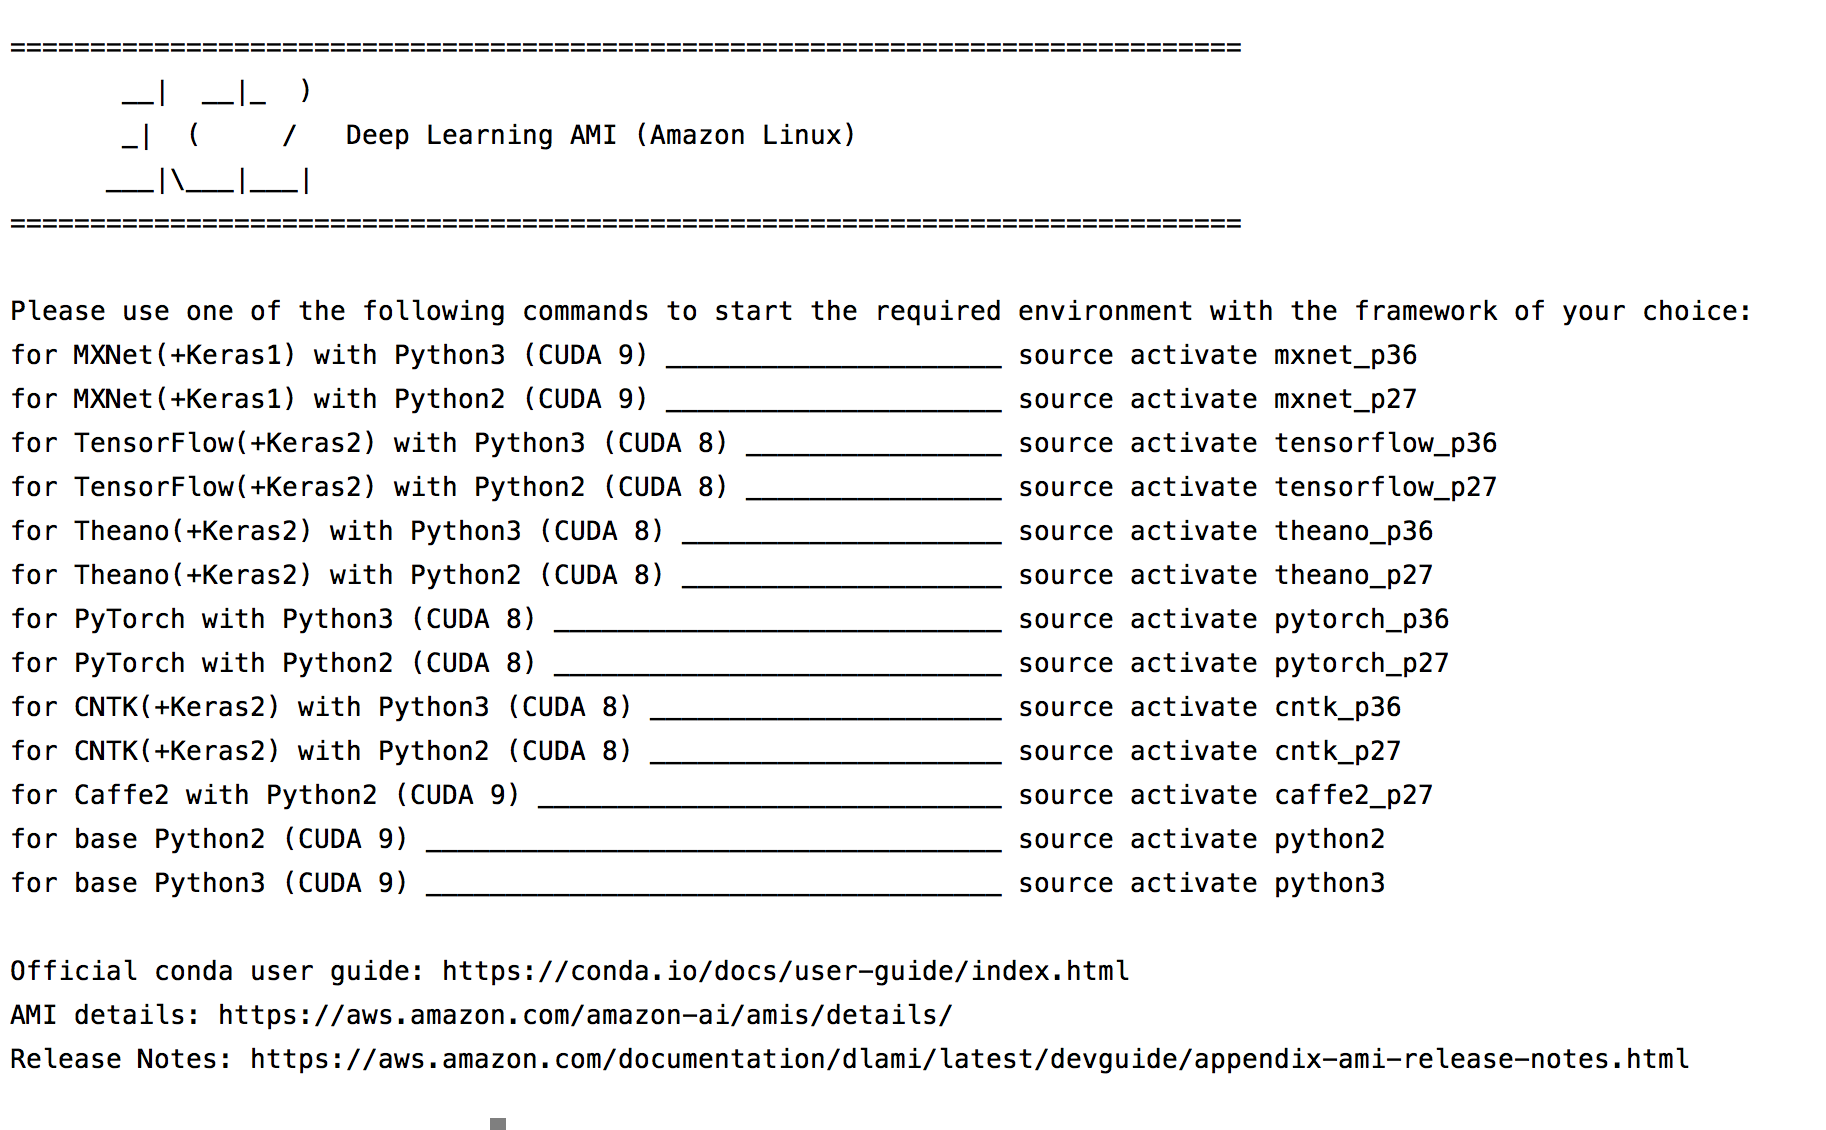 =============================================================================
       __|  __|_  )
       _|  (     /   Deep Learning AMI (Amazon Linux)
      ___|\___|___|
=============================================================================

Please use one of the following commands to start the required environment with the framework of your choice:
for MXNet(+Keras1) with Python3 (CUDA 9) _____________________ source activate mxnet_p36
for MXNet(+Keras1) with Python2 (CUDA 9) _____________________ source activate mxnet_p27
for TensorFlow(+Keras2) with Python3 (CUDA 8) ________________ source activate tensorflow_p36
for TensorFlow(+Keras2) with Python2 (CUDA 8) ________________ source activate tensorflow_p27
for Theano(+Keras2) with Python3 (CUDA 8) ____________________ source activate theano_p36
for Theano(+Keras2) with Python2 (CUDA 8) ____________________ source activate theano_p27
for PyTorch with Python3 (CUDA 8) ____________________________ source activate pytorch_p36
for PyTorch with Python2 (CUDA 8) ____________________________ source activate pytorch_p27
for CNTK(+Keras2) with Python3 (CUDA 8) ______________________ source activate cntk_p36
for CNTK(+Keras2) with Python2 (CUDA 8) ______________________ source activate cntk_p27
for Caffe2 with Python2 (CUDA 9) _____________________________ source activate caffe2_p27
for base Python2 (CUDA 9) ____________________________________ source activate python2
for base Python3 (CUDA 9) ____________________________________ source activate python3

Official conda user guide: https://conda.io/docs/user-guide/index.html
AMI details: https://aws.amazon.com/amazon-ai/amis/details/
Release Notes: https://aws.amazon.com/documentation/dlami/latest/devguide/appendix-ami-release-notes.html